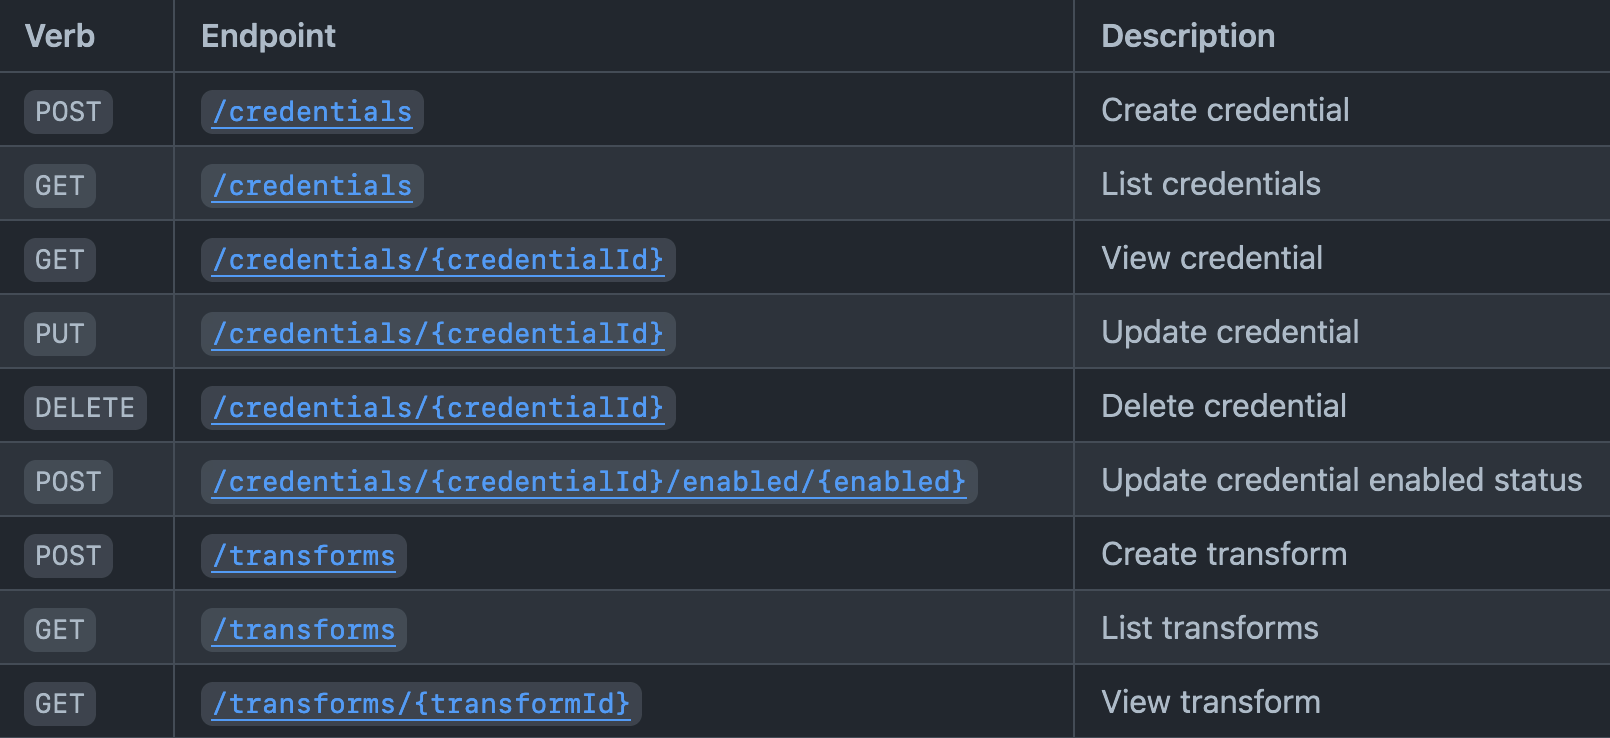 Verb Endpoint Description
POST /credentials Create credential
GET /credentials List credentials
GET /credentials/{credentialId} View credential
PUT /credentials/{credentialId} Update credential
DELETE /credentials/{credentialId} Delete credential
POST /credentials/{credentialId}/enabled/{enabled} Update credential enabled status
POST /transforms Create transform
GET /transforms List transforms
GET /transforms/{transformId} View transform